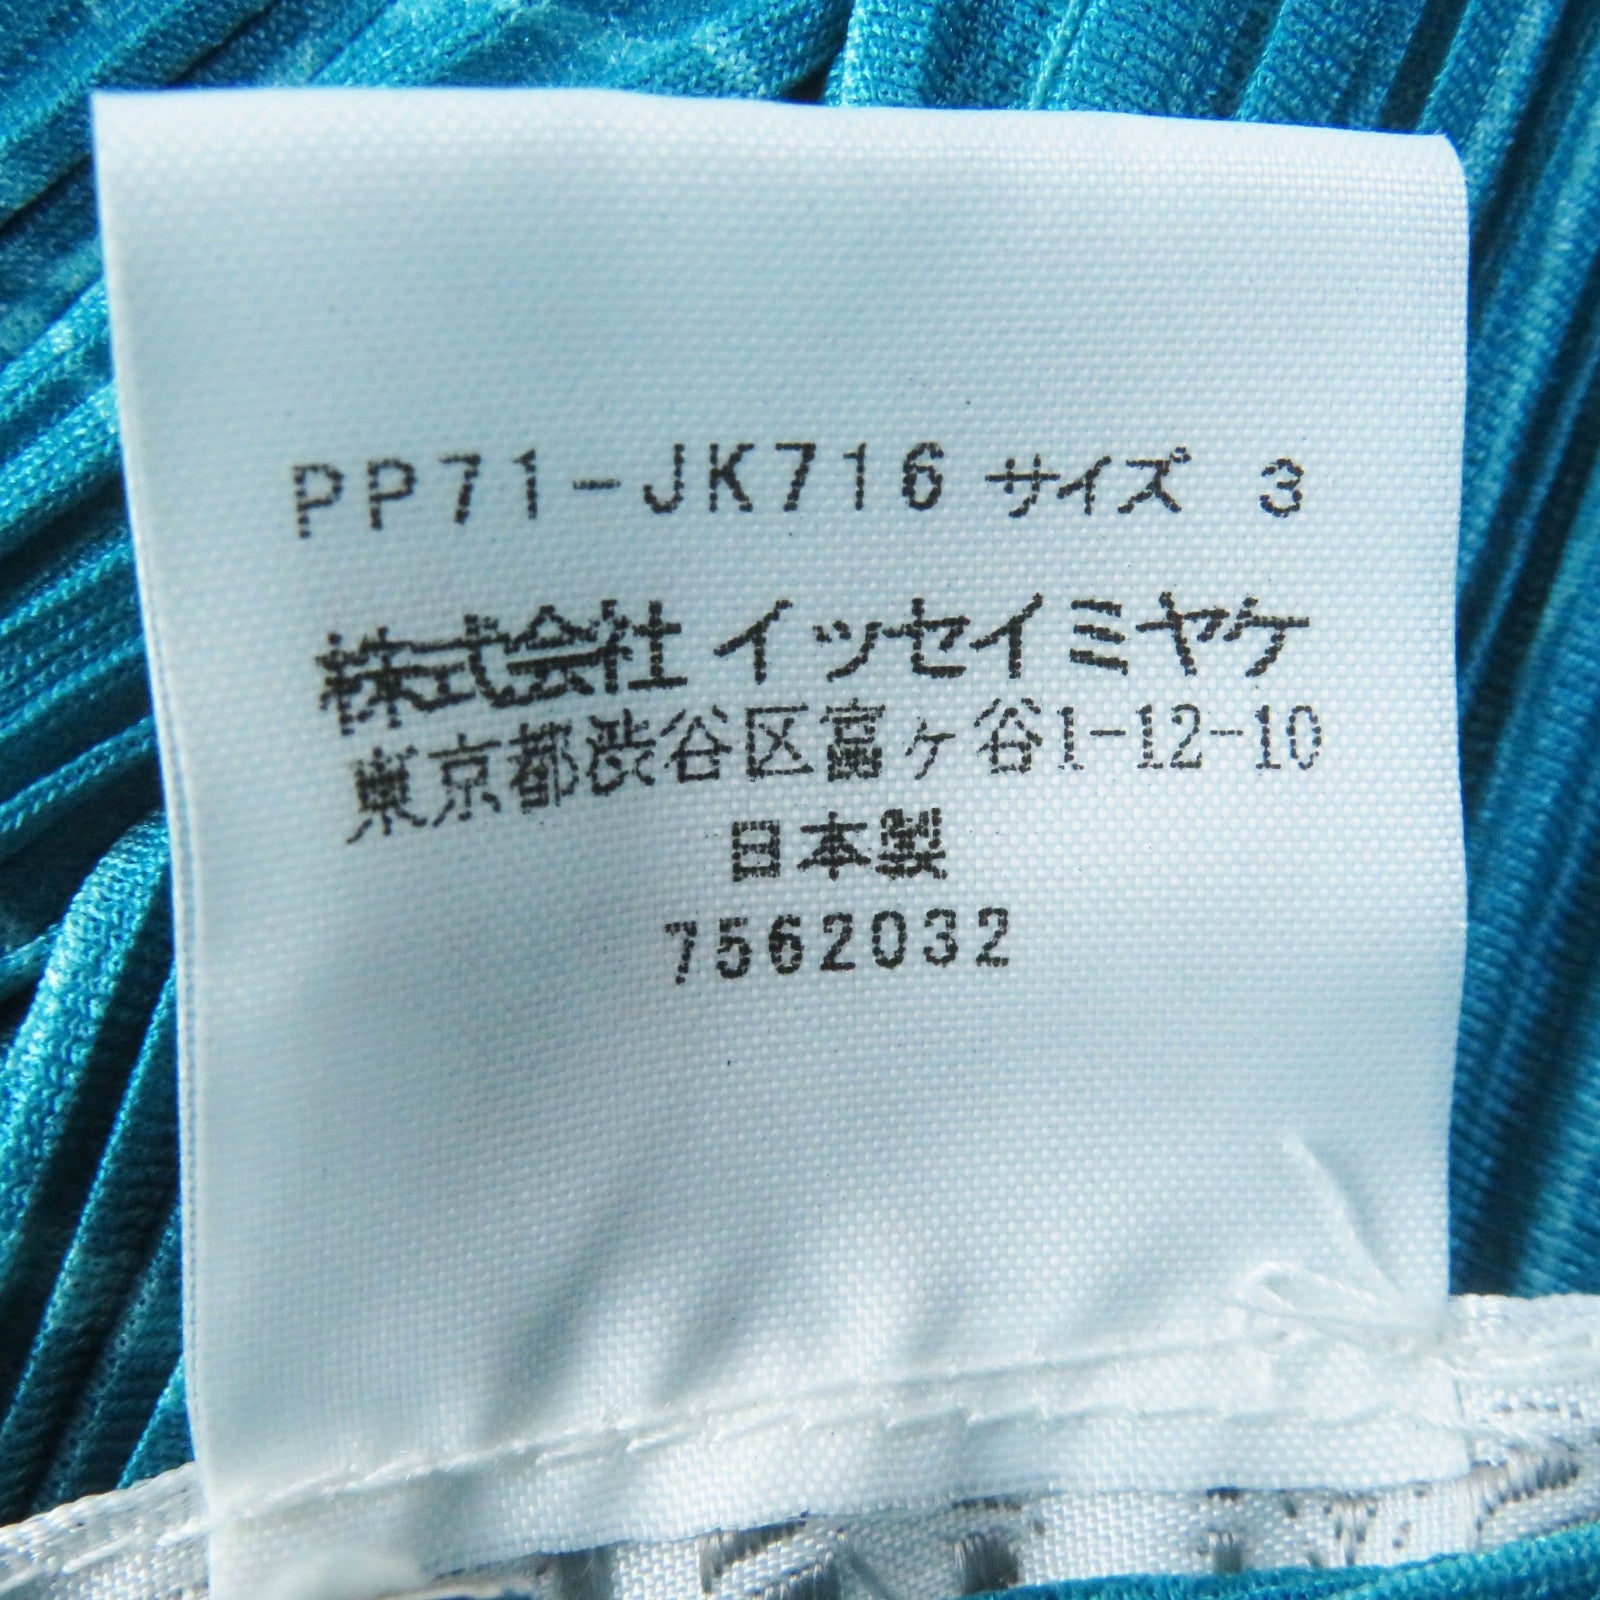 PP71-JK716 サイズ 3
株式会社 イッセイミヤケ
東京都渋谷区富ヶ谷1-12-10
日本製
7562032